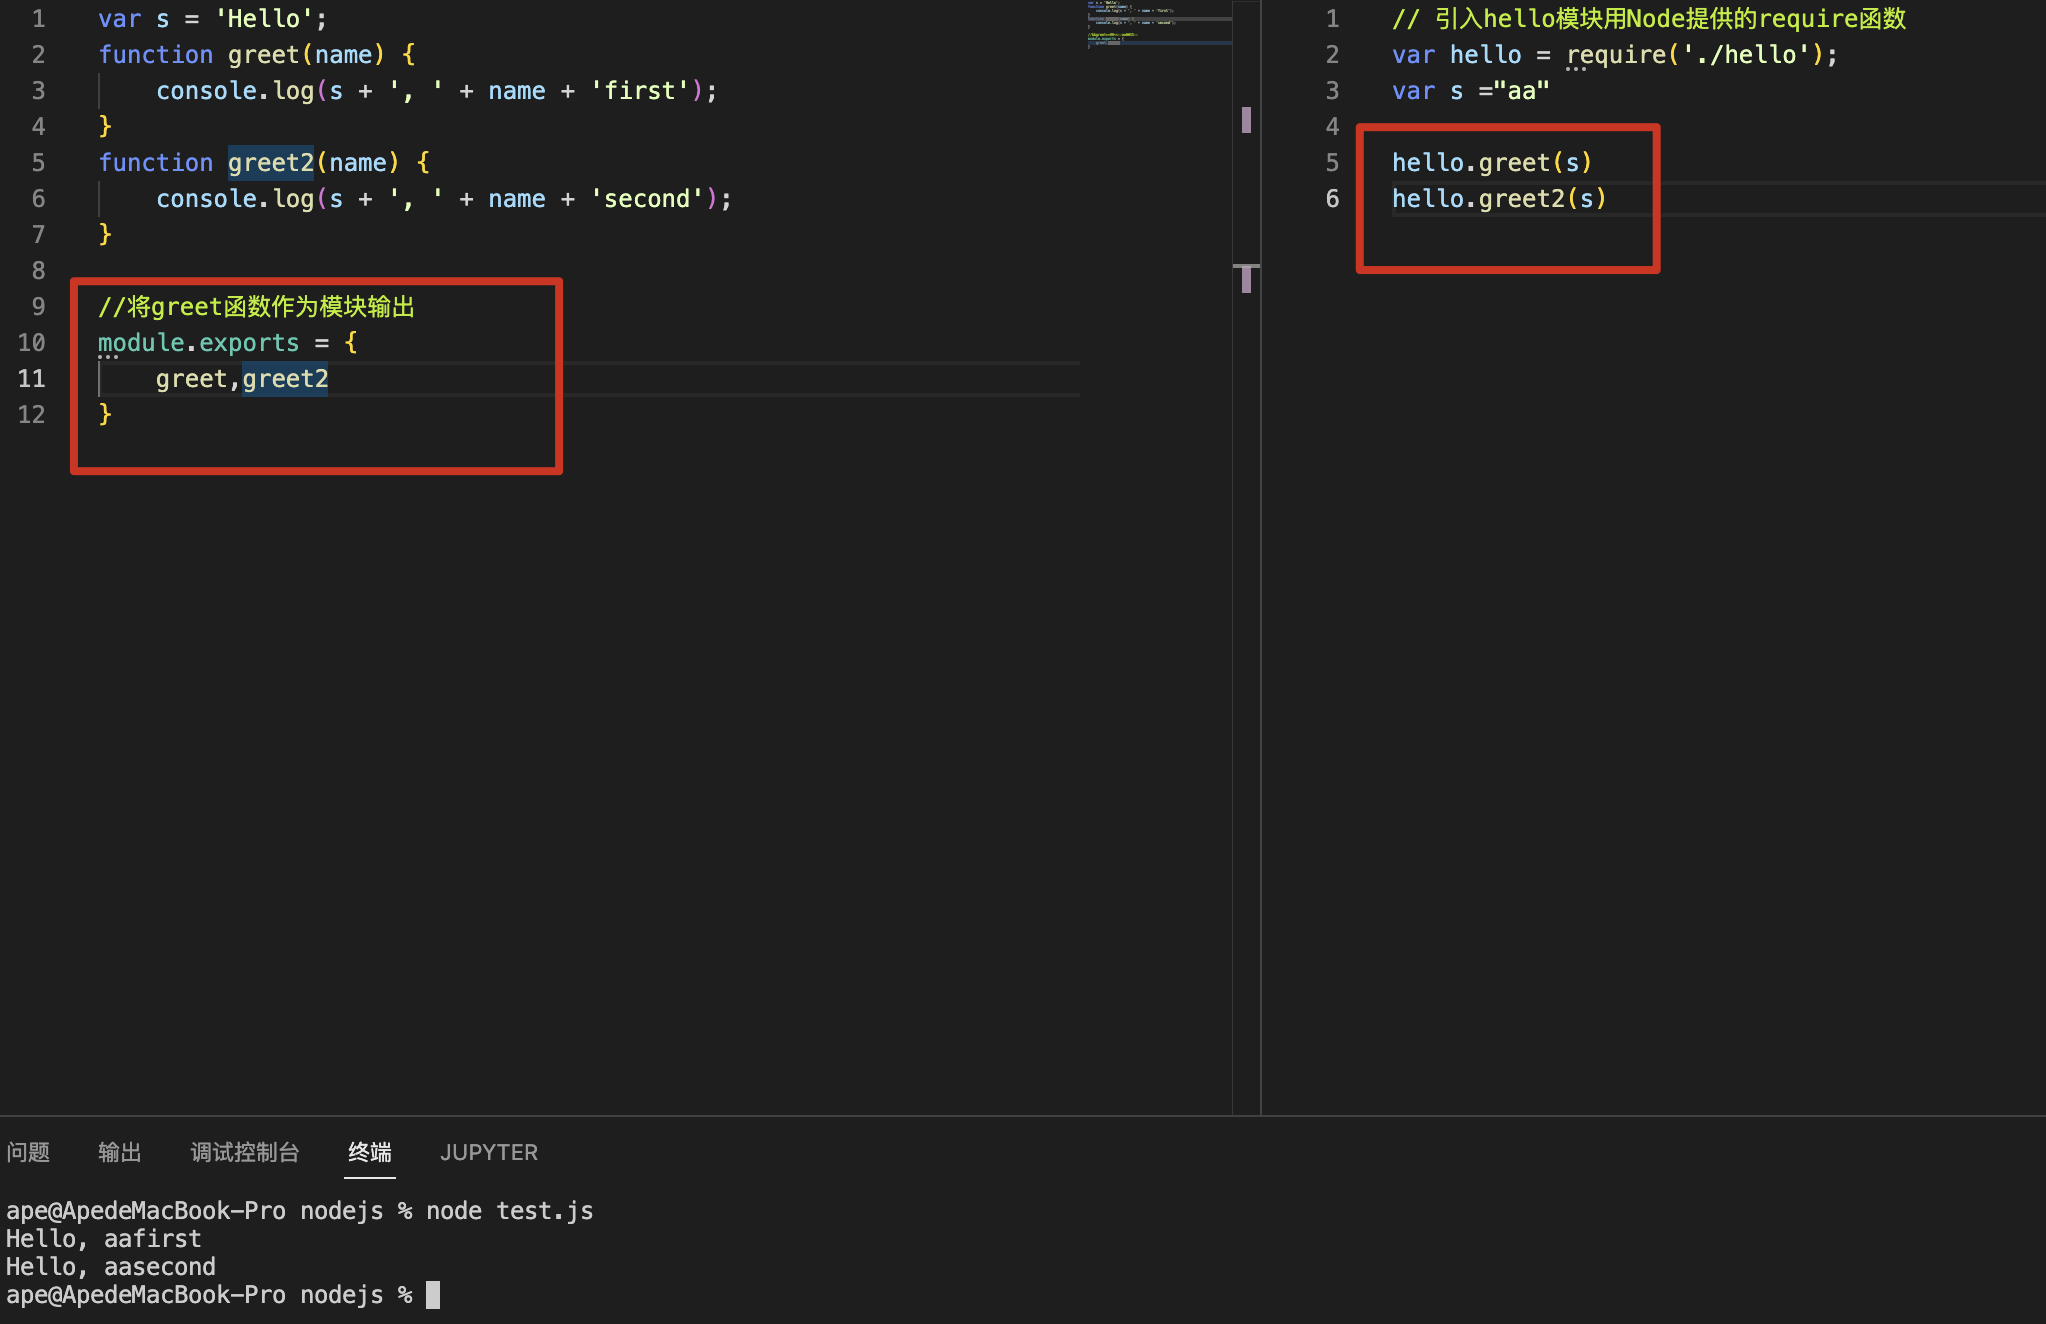 1 var s = 'Hello';
2 function greet(name) {
3 console.log(s + ', ' + name + 'first');
4 }
5 function greet2(name) {
6 console.log(s + ', ' + name + 'second');
7 }
8
9 //将greet函数作为模块输出
10 module.exports = {
11 greet,greet2
12 }
1 // 引入hello模块用Node提供的require函数
2 var hello = require('./hello');
3 var s ="aa"
4
5 hello.greet(s)
6 hello.greet2(s)
问题 输出 调试控制台 终端 JUPYTER
ape@ApedeMacBook-Pro nodejs % node test.js
Hello, aafirst
Hello, aasecond
ape@ApedeMacBook-Pro nodejs %